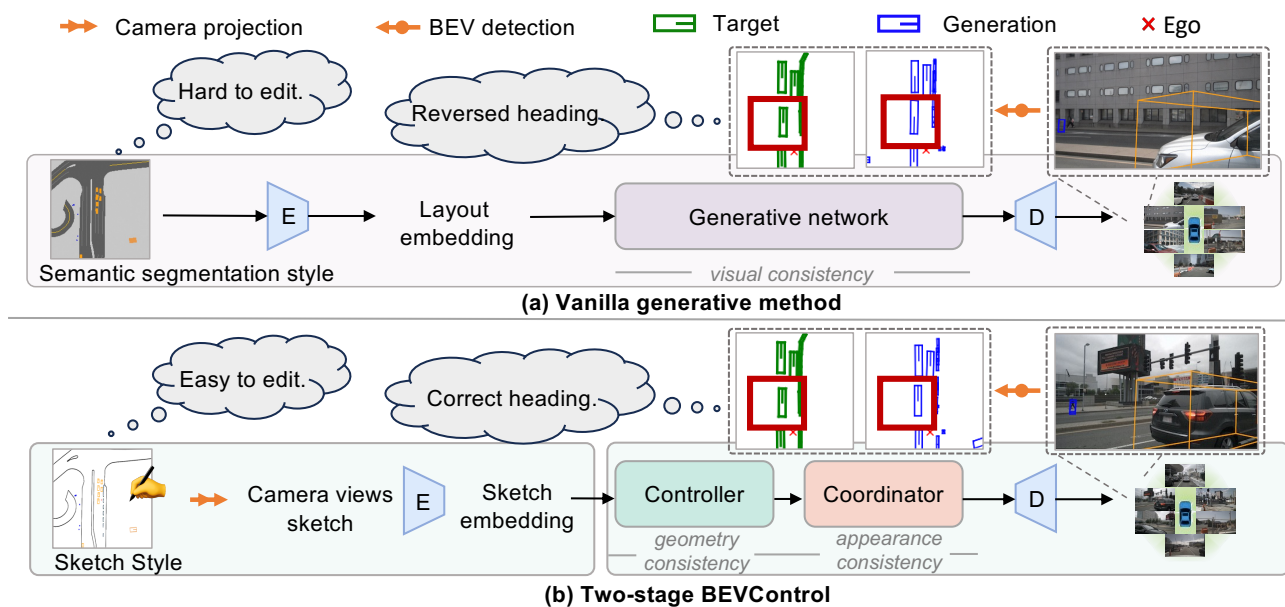 Camera projection
BEV detection
Target
Generation
Ego
Hard to edit.
Reversed heading.
E
Layout
embedding
Generative network
D
Semantic segmentation style
visual consistency
(a) Vanilla generative method
Easy to edit.
Correct heading.
Camera views
sketch
E
Sketch
embedding
Controller
Coordinator
D
Sketch Style
geometry
consistency
appearance
consistency
(b) Two-stage BEVControl